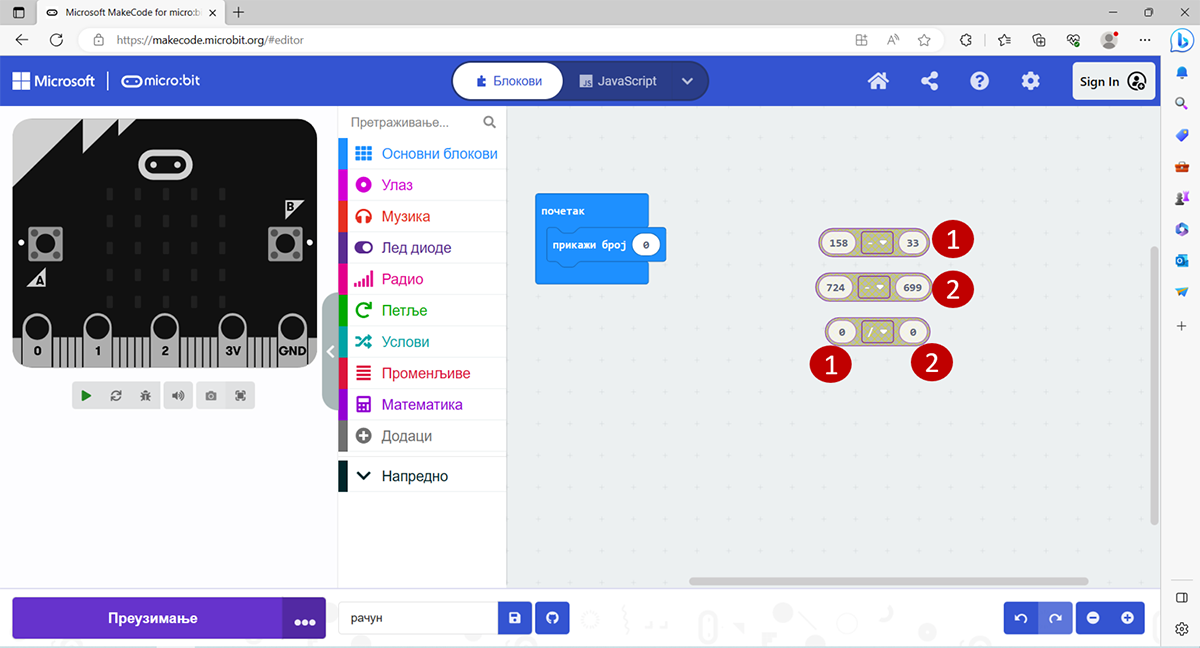 Microsoft MakeCode for micro:b
https://makecode.microbit.org/#editor
Microsoft
micro:bit
Блокови
JS
JavaScript
Sign In
Претраживање...
Основни блокови
Улаз
Музика
Лед диоде
Радио
Петље
Услови
Променљиве
Математика
Додаци
Напредно
B
A
0 1 2 3V GND
почетак
прикажи број 0
158 - 33 1
724 - 699 2
0 / 0
1 2
Преузимање
рачун